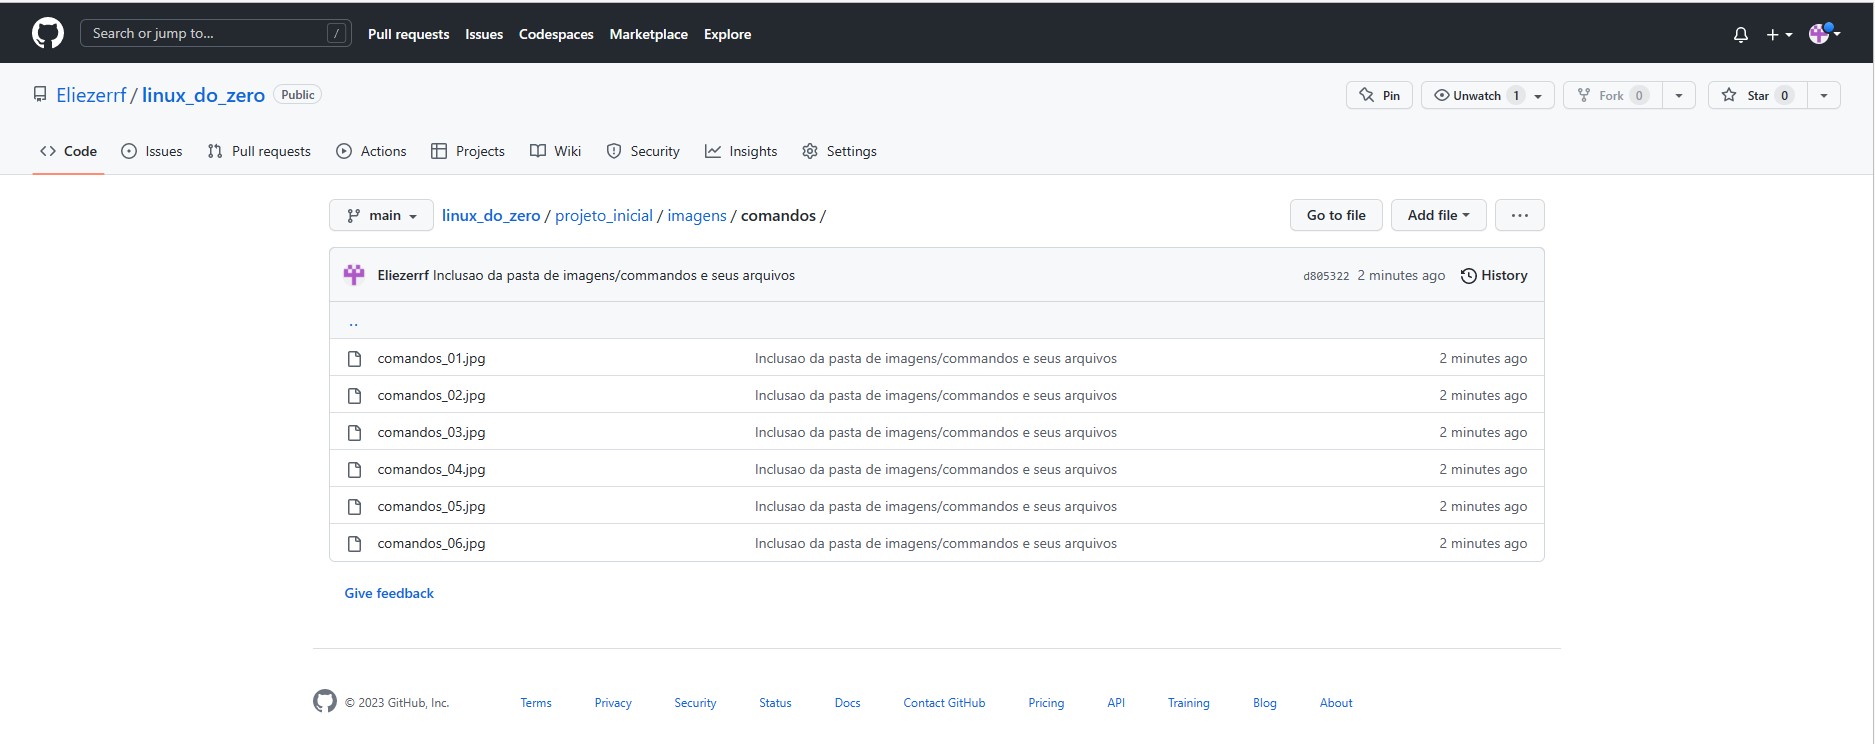 Search or jump to... / Pull requests Issues Codespaces Marketplace Explore
Eliezerrf / linux_do_zero Public Pin Unwatch 1 Fork 0 Star 0
Code Issues Pull requests Actions Projects Wiki Security Insights Settings
main linux_do_zero / projeto_inicial / imagens / comandos / Go to file Add file ...
Eliezerrf Inclusao da pasta de imagens/commandos e seus arquivos d805322 2 minutes ago History
..
comandos_01.jpg Inclusao da pasta de imagens/commandos e seus arquivos 2 minutes ago
comandos_02.jpg Inclusao da pasta de imagens/commandos e seus arquivos 2 minutes ago
comandos_03.jpg Inclusao da pasta de imagens/commandos e seus arquivos 2 minutes ago
comandos_04.jpg Inclusao da pasta de imagens/commandos e seus arquivos 2 minutes ago
comandos_05.jpg Inclusao da pasta de imagens/commandos e seus arquivos 2 minutes ago
comandos_06.jpg Inclusao da pasta de imagens/commandos e seus arquivos 2 minutes ago
Give feedback
© 2023 GitHub, Inc. Terms Privacy Security Status Docs Contact GitHub Pricing API Training Blog About